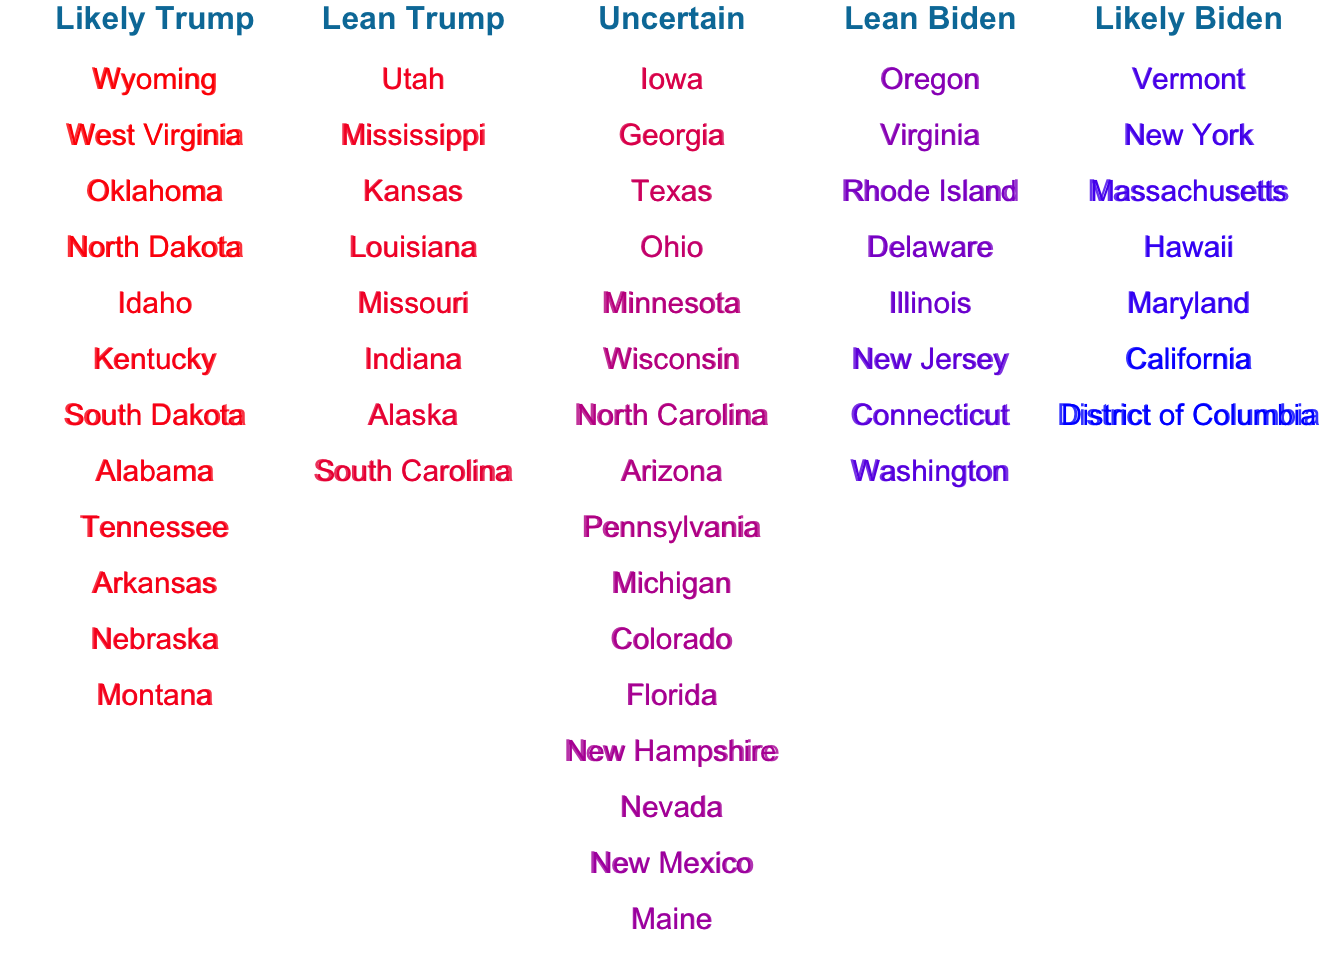 Likely Trump Lean Trump Uncertain Lean Biden Likely Biden
Wyoming Utah Iowa Oregon Vermont
West Virginia Mississippi Georgia Virginia New York
Oklahoma Kansas Texas Rhode Island Massachusetts
North Dakota Louisiana Ohio Delaware Hawaii
Idaho Missouri Minnesota Illinois Maryland
Kentucky Indiana Wisconsin New Jersey California
South Dakota Alaska North Carolina Connecticut District of Columbia
Alabama South Carolina Arizona Washington
Tennessee Pennsylvania
Arkansas Michigan
Nebraska Colorado
Montana Florida
New Hampshire
Nevada
New Mexico
Maine